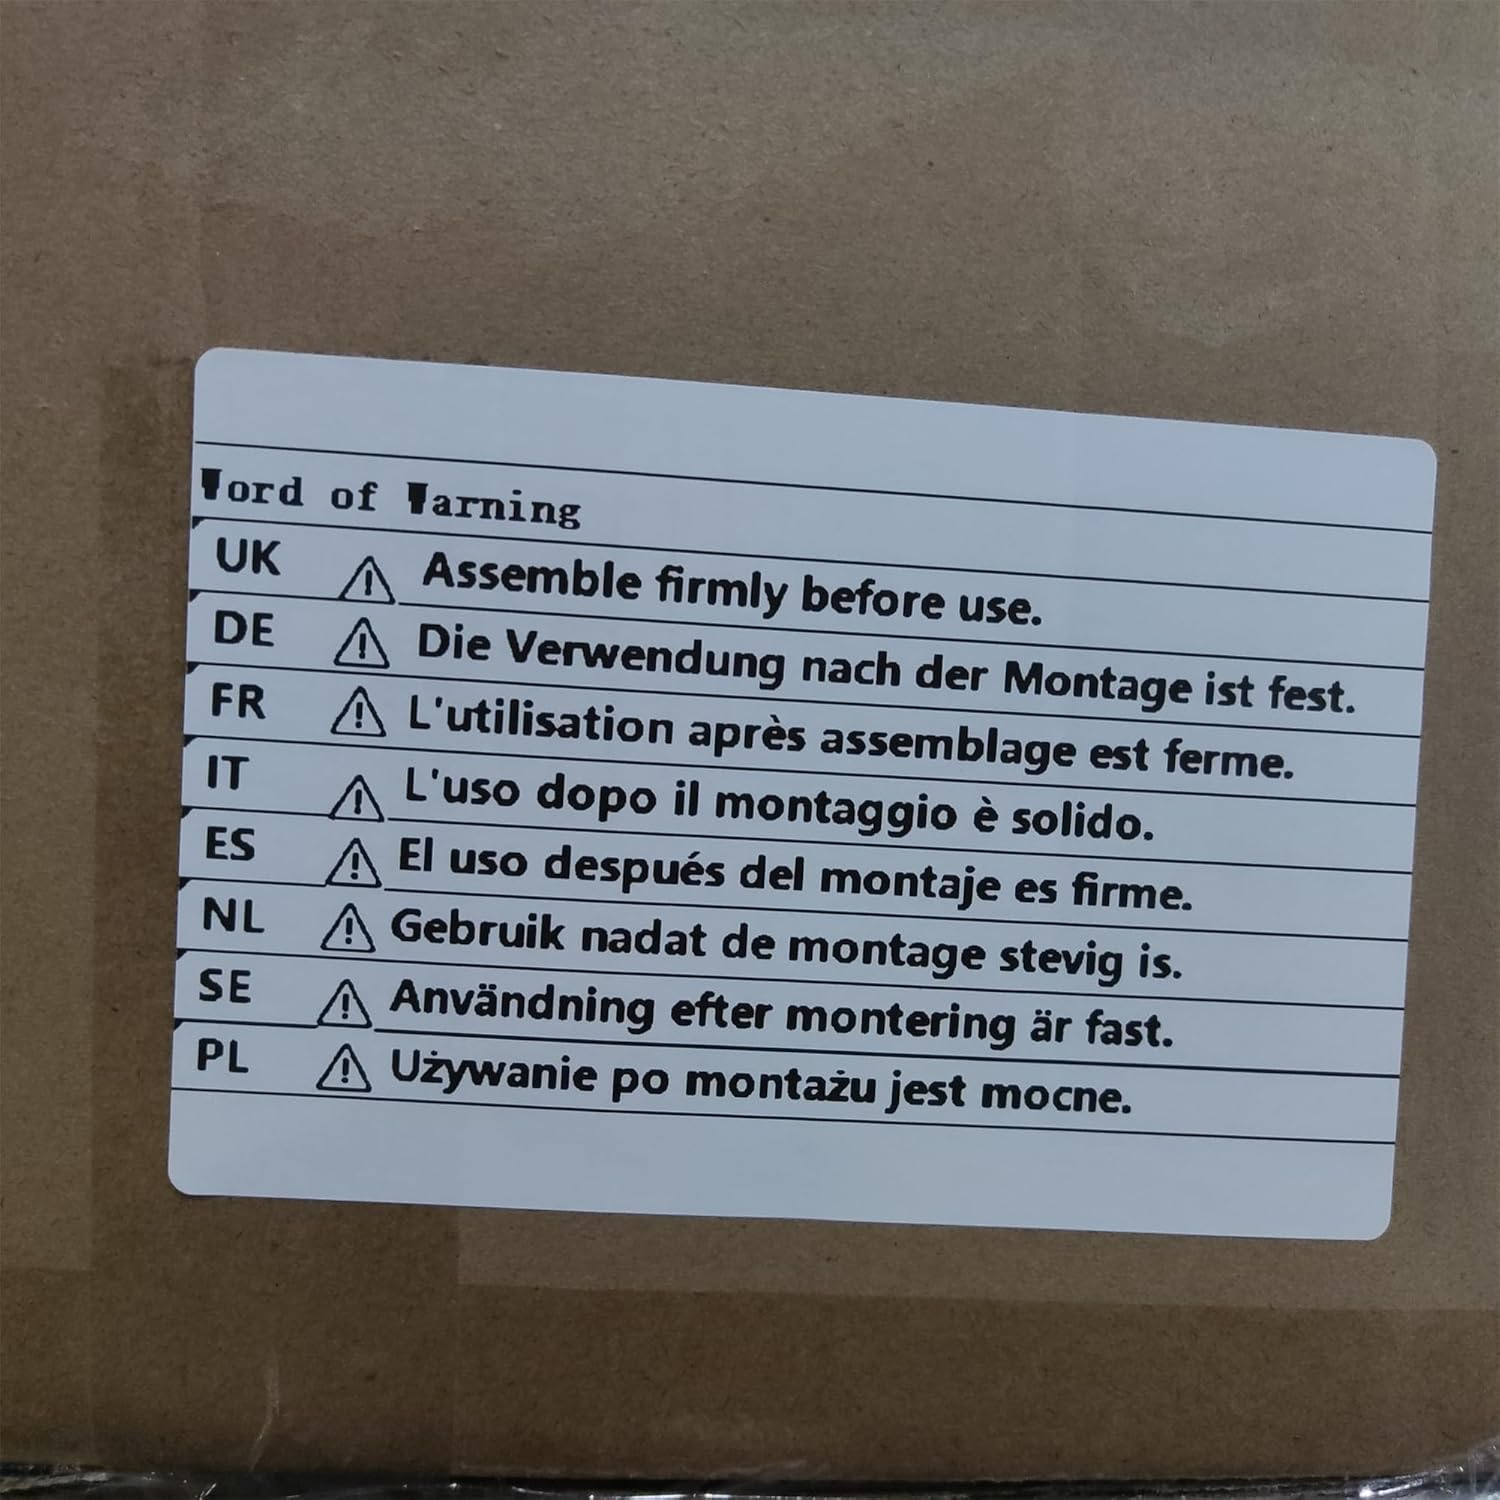 Word of Warning
UK ⚠ Assemble firmly before use.
DE ⚠ Die Verwendung nach der Montage ist fest.
FR ⚠ L'utilisation après assemblage est ferme.
IT ⚠ L'uso dopo il montaggio è solido.
ES ⚠ El uso después del montaje es firme.
NL ⚠ Gebruik nadat de montage stevig is.
SE ⚠ Användning efter montering är fast.
PL ⚠ Używanie po montażu jest mocne.